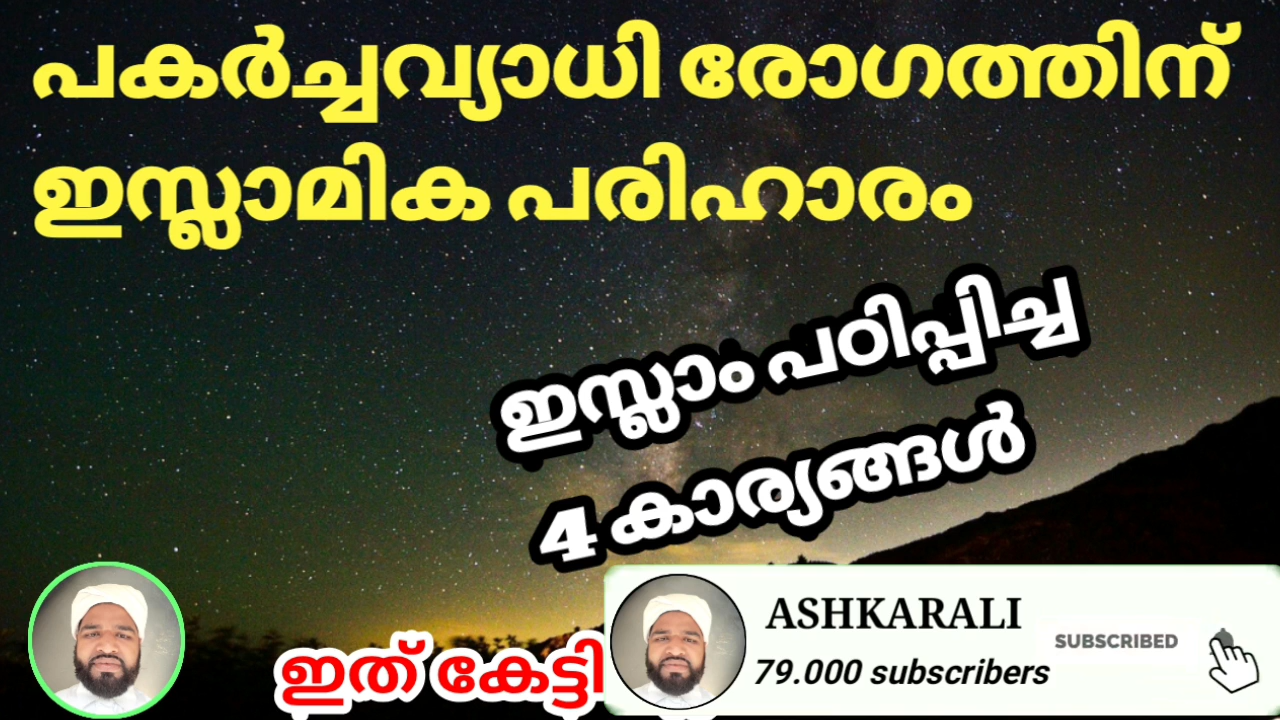 പകർച്ചവ്യാധി രോഗത്തിന്
ഇസ്ലാമിക പരിഹാരം
ഇസ്ലാം പഠിപ്പിച്ച
4 കാര്യങ്ങൾ
ഇത് കേട്ടി
ASHKARALI
SUBSCRIBED
79.000 subscribers